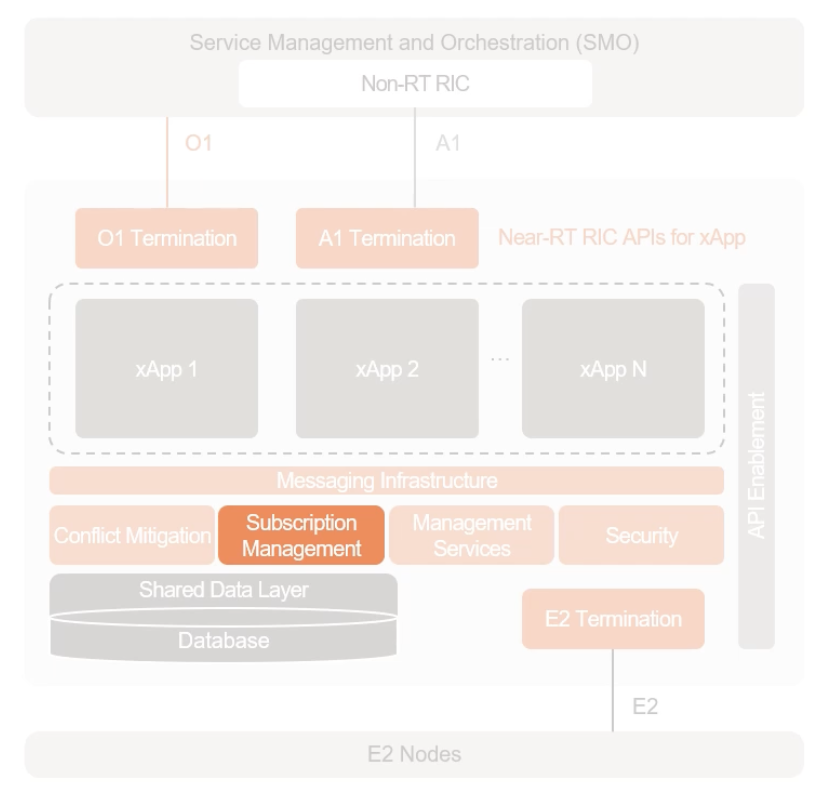 Service Management and Orchestration (SMO)
Non-RT RIC
O1
A1
O1 Termination
A1 Termination
Near-RT RIC APIs for xApp
xApp 1
xApp 2
...
xApp N
API Enablement
Messaging Infrastructure
Conflict Mitigation
Subscription
Management
Management
Services
Security
Shared Data Layer
Database
E2 Termination
E2
E2 Nodes